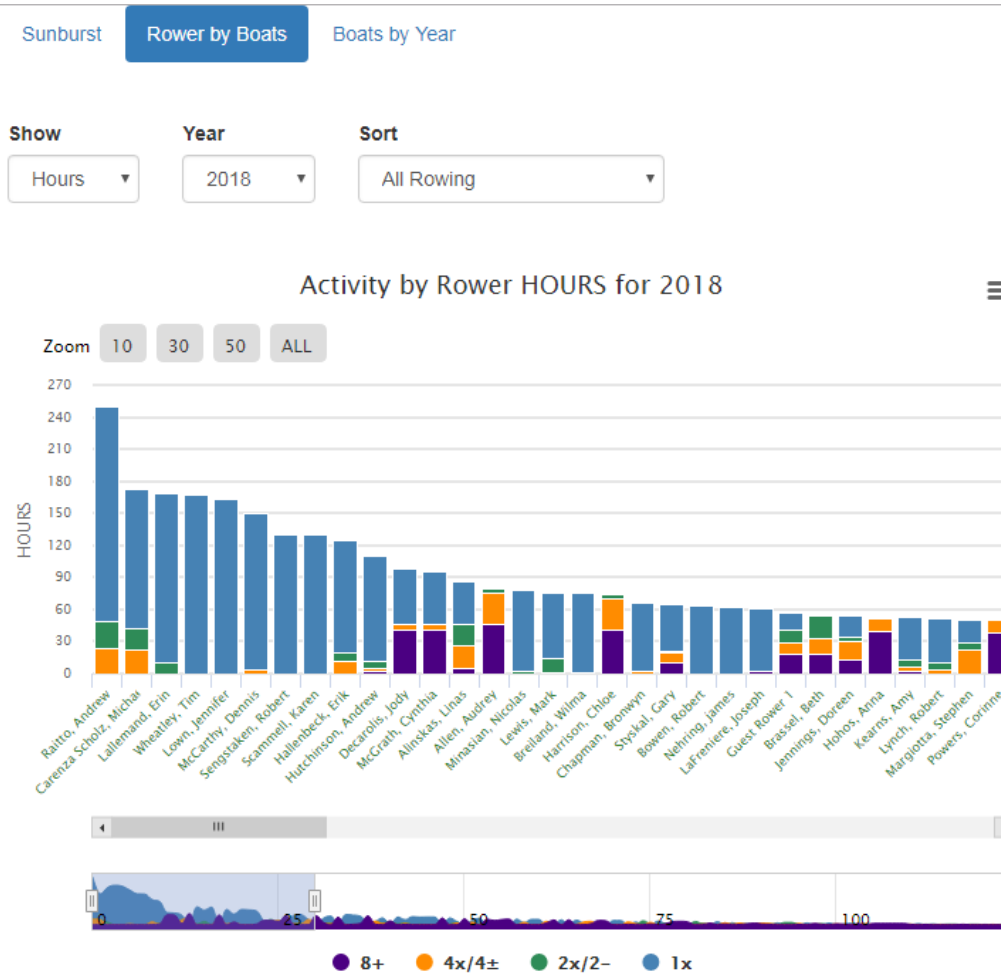 Sunburst Rower by Boats Boats by Year
Show Year Sort
Hours 2018 All Rowing
Activity by Rower HOURS for 2018
Zoom 10 30 50 ALL
270
240
210
180
150
120
90
60
30
0
HOURS
Raitto, Andrew
Carenza Scholz, Michai
Lallemand, Erin
Wheatley, Tim
Lown, Jennifer
McCarthy, Dennis
Sengstaken, Robert
Scammell, Karen
Hallenbeck, Erik
Hutchinson, Andrew
Decarolis, Jody
McGrath, Cynthia
Alinskas, Linas
Allen, Audrey
Minasian, Nicolas
Lewis, Mark
Breiland, Wilma
Harrison, Chloe
Chapman, Bronwyn
Styskal, Gary
Bowen, Robert
Nehring, james
LaFreniere, Joseph
Guest Rower 1
Brassel, Beth
Jennings, Doreen
Hohos, Anna
Kearns, Amy
Lynch, Robert
Margiotta, Stephen
Powers, Corinne
0 25 50 75 100
8+ 4x/4± 2x/2− 1x